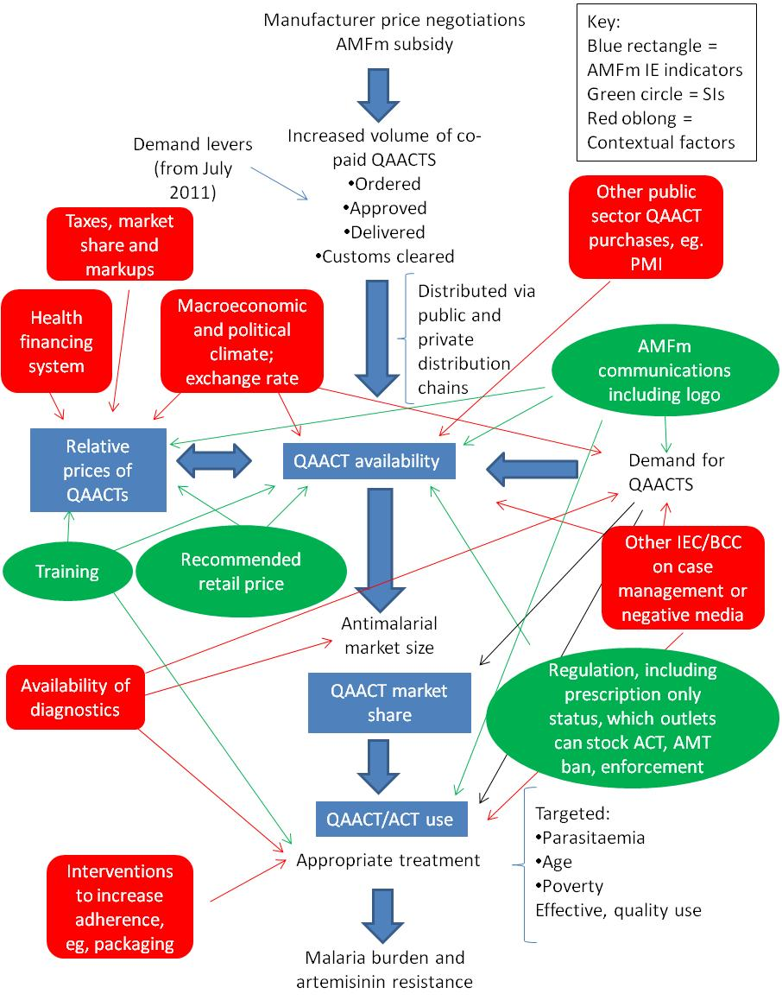 Manufacturer price negotiations
AMFm subsidy
Key:
Blue rectangle =
AMFm IE indicators
Green circle = SIs
Red oblong =
Contextual factors
Demand levers
(from July
2011)
Increased volume of co-
paid QAACTS
•Ordered
•Approved
•Delivered
•Customs cleared
Other public
sector QAACT
purchases, eg.
PMI
Taxes, market
share and
markups
Health
financing
system
Macroeconomic
and political
climate;
exchange rate
Distributed via
public and
private
distribution
chains
AMFm
communications
including logo
Relative
prices of
QAACTs
QAACT availability
Demand for
QAACTS
Training
Recommended
retail price
Other IEC/BCC
on case
management or
negative media
Antimalarial
market size
Availability of
diagnostics
QAACT market
share
Regulation, including
prescription only
status, which outlets
can stock ACT, AMT
ban, enforcement
QAACT/ACT use
Appropriate treatment
Targeted:
•Parasitaemia
•Age
•Poverty
Effective, quality use
Interventions
to increase
adherence,
eg, packaging
Malaria burden and
artemisinin resistance